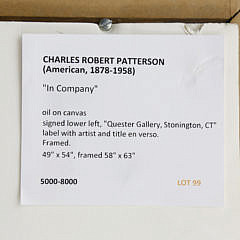 CHARLES ROBERT PATTERSON
(American, 1878-1958)
"In Company"
oil on canvas
signed lower left, "Quester Gallery, Stonington, CT"
label with artist and title en verso.
Framed.
49" x 54", framed 58" x 63"
5000-8000 LOT 99